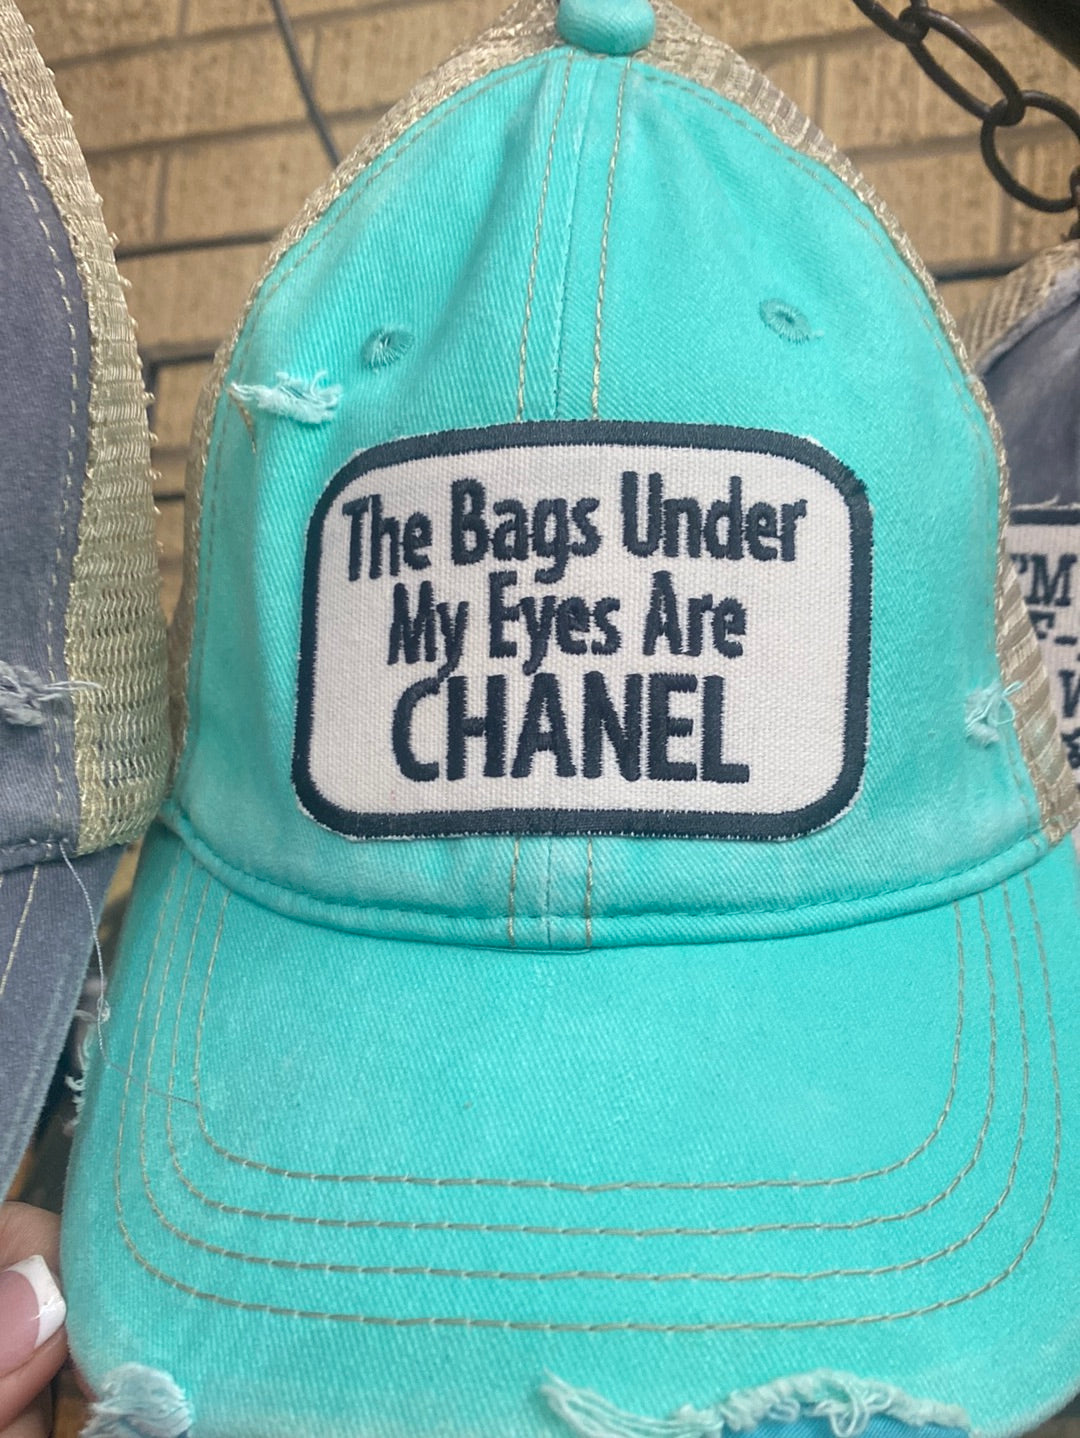 The Bags Under
My Eyes Are
CHANEL